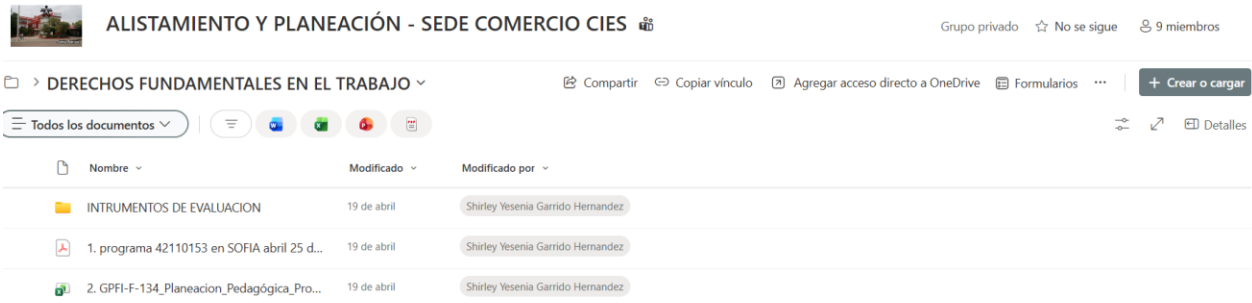 ALISTAMIENTO Y PLANEACIÓN - SEDE COMERCIO CIES
Grupo privado No se sigue 9 miembros
DERECHOS FUNDAMENTALES EN EL TRABAJO
Compartir Copiar vínculo Agregar acceso directo a OneDrive Formularios ... + Crear o cargar
Todos los documentos
Detalles
Nombre Modificado Modificado por
INTRUMENTOS DE EVALUACION 19 de abril Shirley Yesenia Garrido Hernandez
1. programa 42110153 en SOFIA abril 25 d... 19 de abril Shirley Yesenia Garrido Hernandez
2. GPFI-F-134_Planeacion_Pedagógica_Pro... 19 de abril Shirley Yesenia Garrido Hernandez